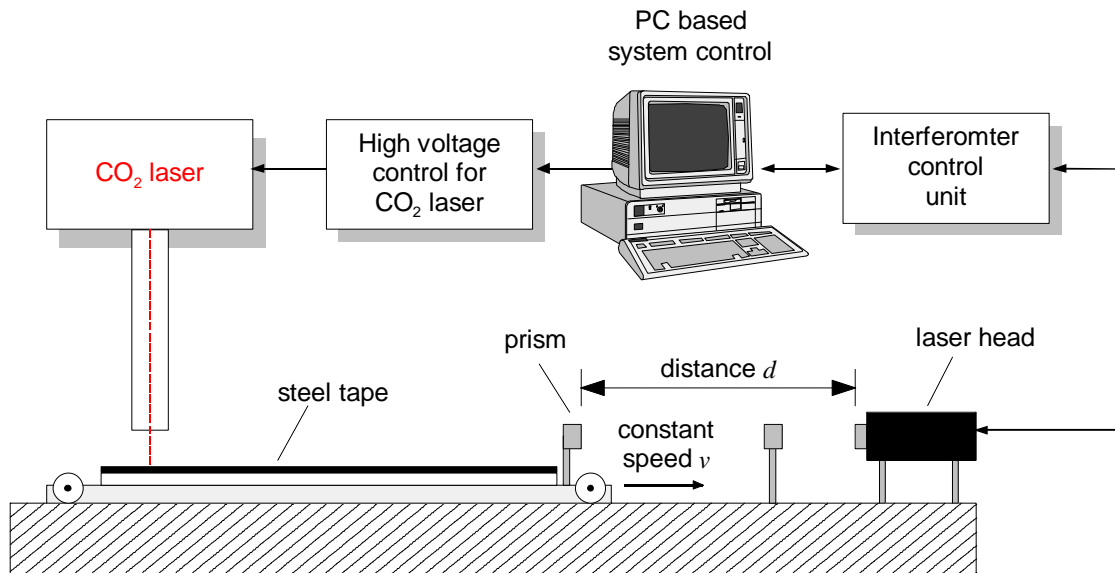 PC based
system control
CO₂ laser
High voltage
control for
CO₂ laser
Interferomter
control
unit
prism
laser head
distance d
steel tape
constant
speed v